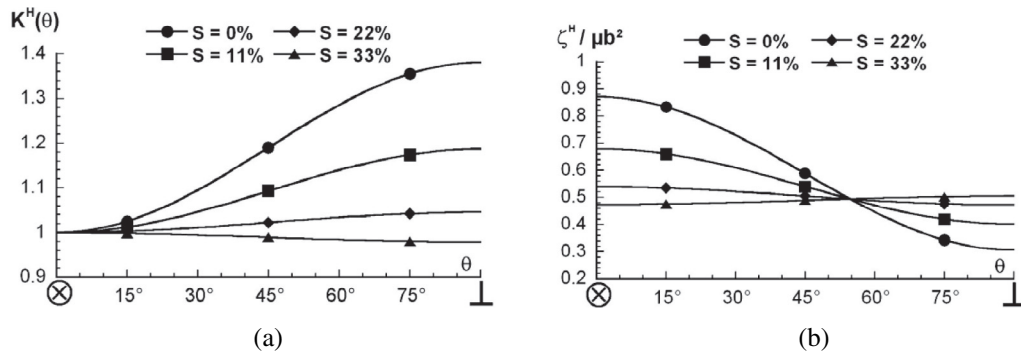 K^H(θ)
S = 0% S = 22%
S = 11% S = 33%
1.4
1.3
1.2
1.1
1
0.9
15° 30° 45° 60° 75° θ
(a)
ζ^H / μb²
S = 0% S = 22%
S = 11% S = 33%
1
0.9
0.8
0.7
0.6
0.5
0.4
0.3
0.2
15° 30° 45° 60° 75° θ
(b)